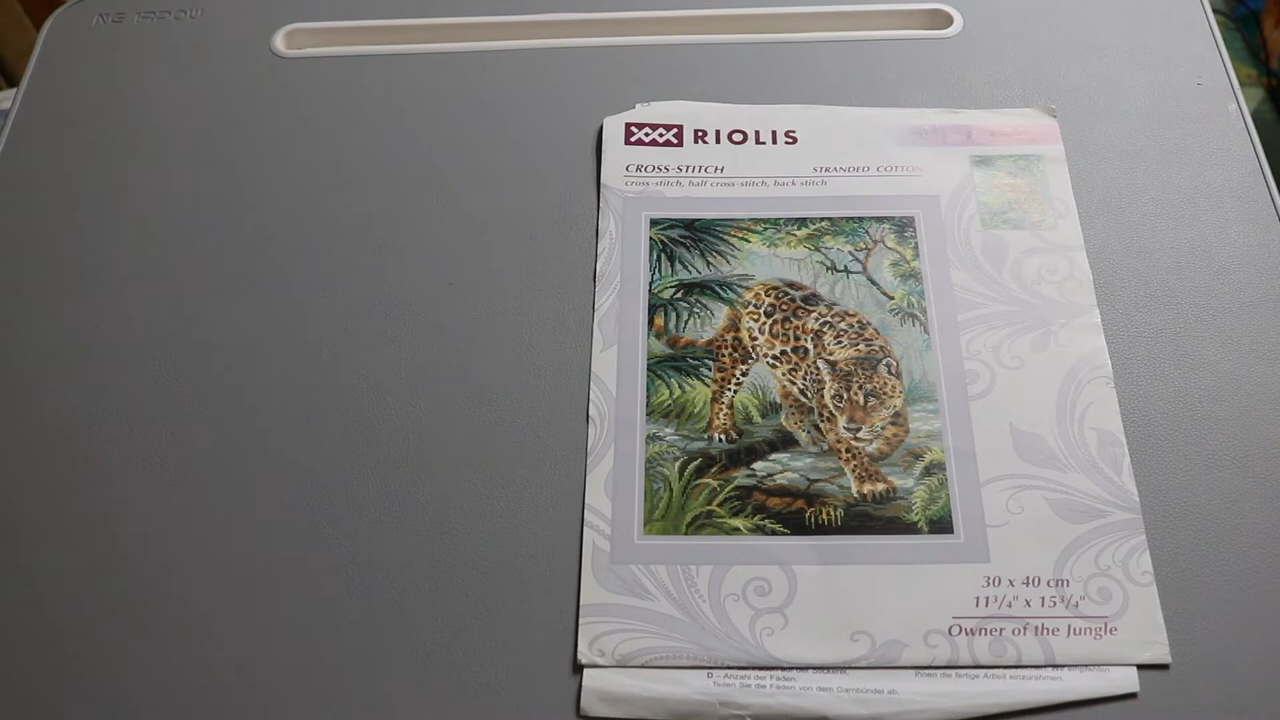 RIOLIS
CROSS-STITCH
STRANDED COTTON
cross-stitch, half cross-stitch, back stitch
30 x 40 cm
11³/₄" x 15³/₄"
Owner of the Jungle
D – Anzahl der Fäden.
- Teilen Sie die Fäden von dem Garnbündel ab.
Ihnen die fertige Arbeit einzurahmen.